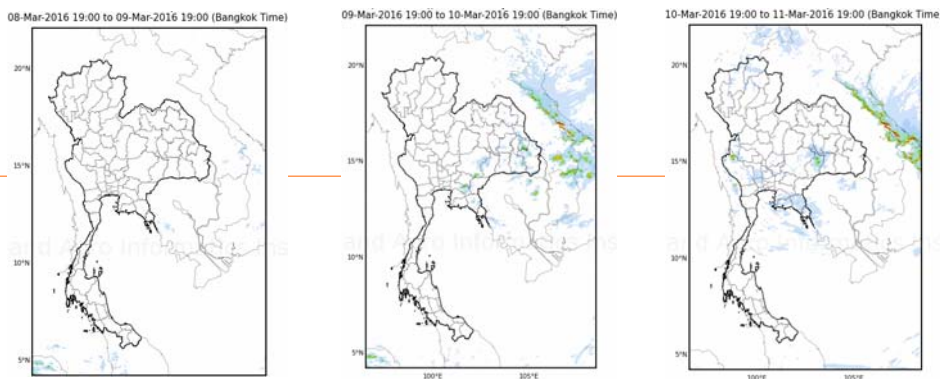 08-Mar-2016 19:00 to 09-Mar-2016 19:00 (Bangkok Time)
20°N
15°N
10°N
5°N
09-Mar-2016 19:00 to 10-Mar-2016 19:00 (Bangkok Time)
20°N
15°N
10°N
5°N
100°E
105°E
10-Mar-2016 19:00 to 11-Mar-2016 19:00 (Bangkok Time)
20°N
15°N
10°N
5°N
100°E
105°E